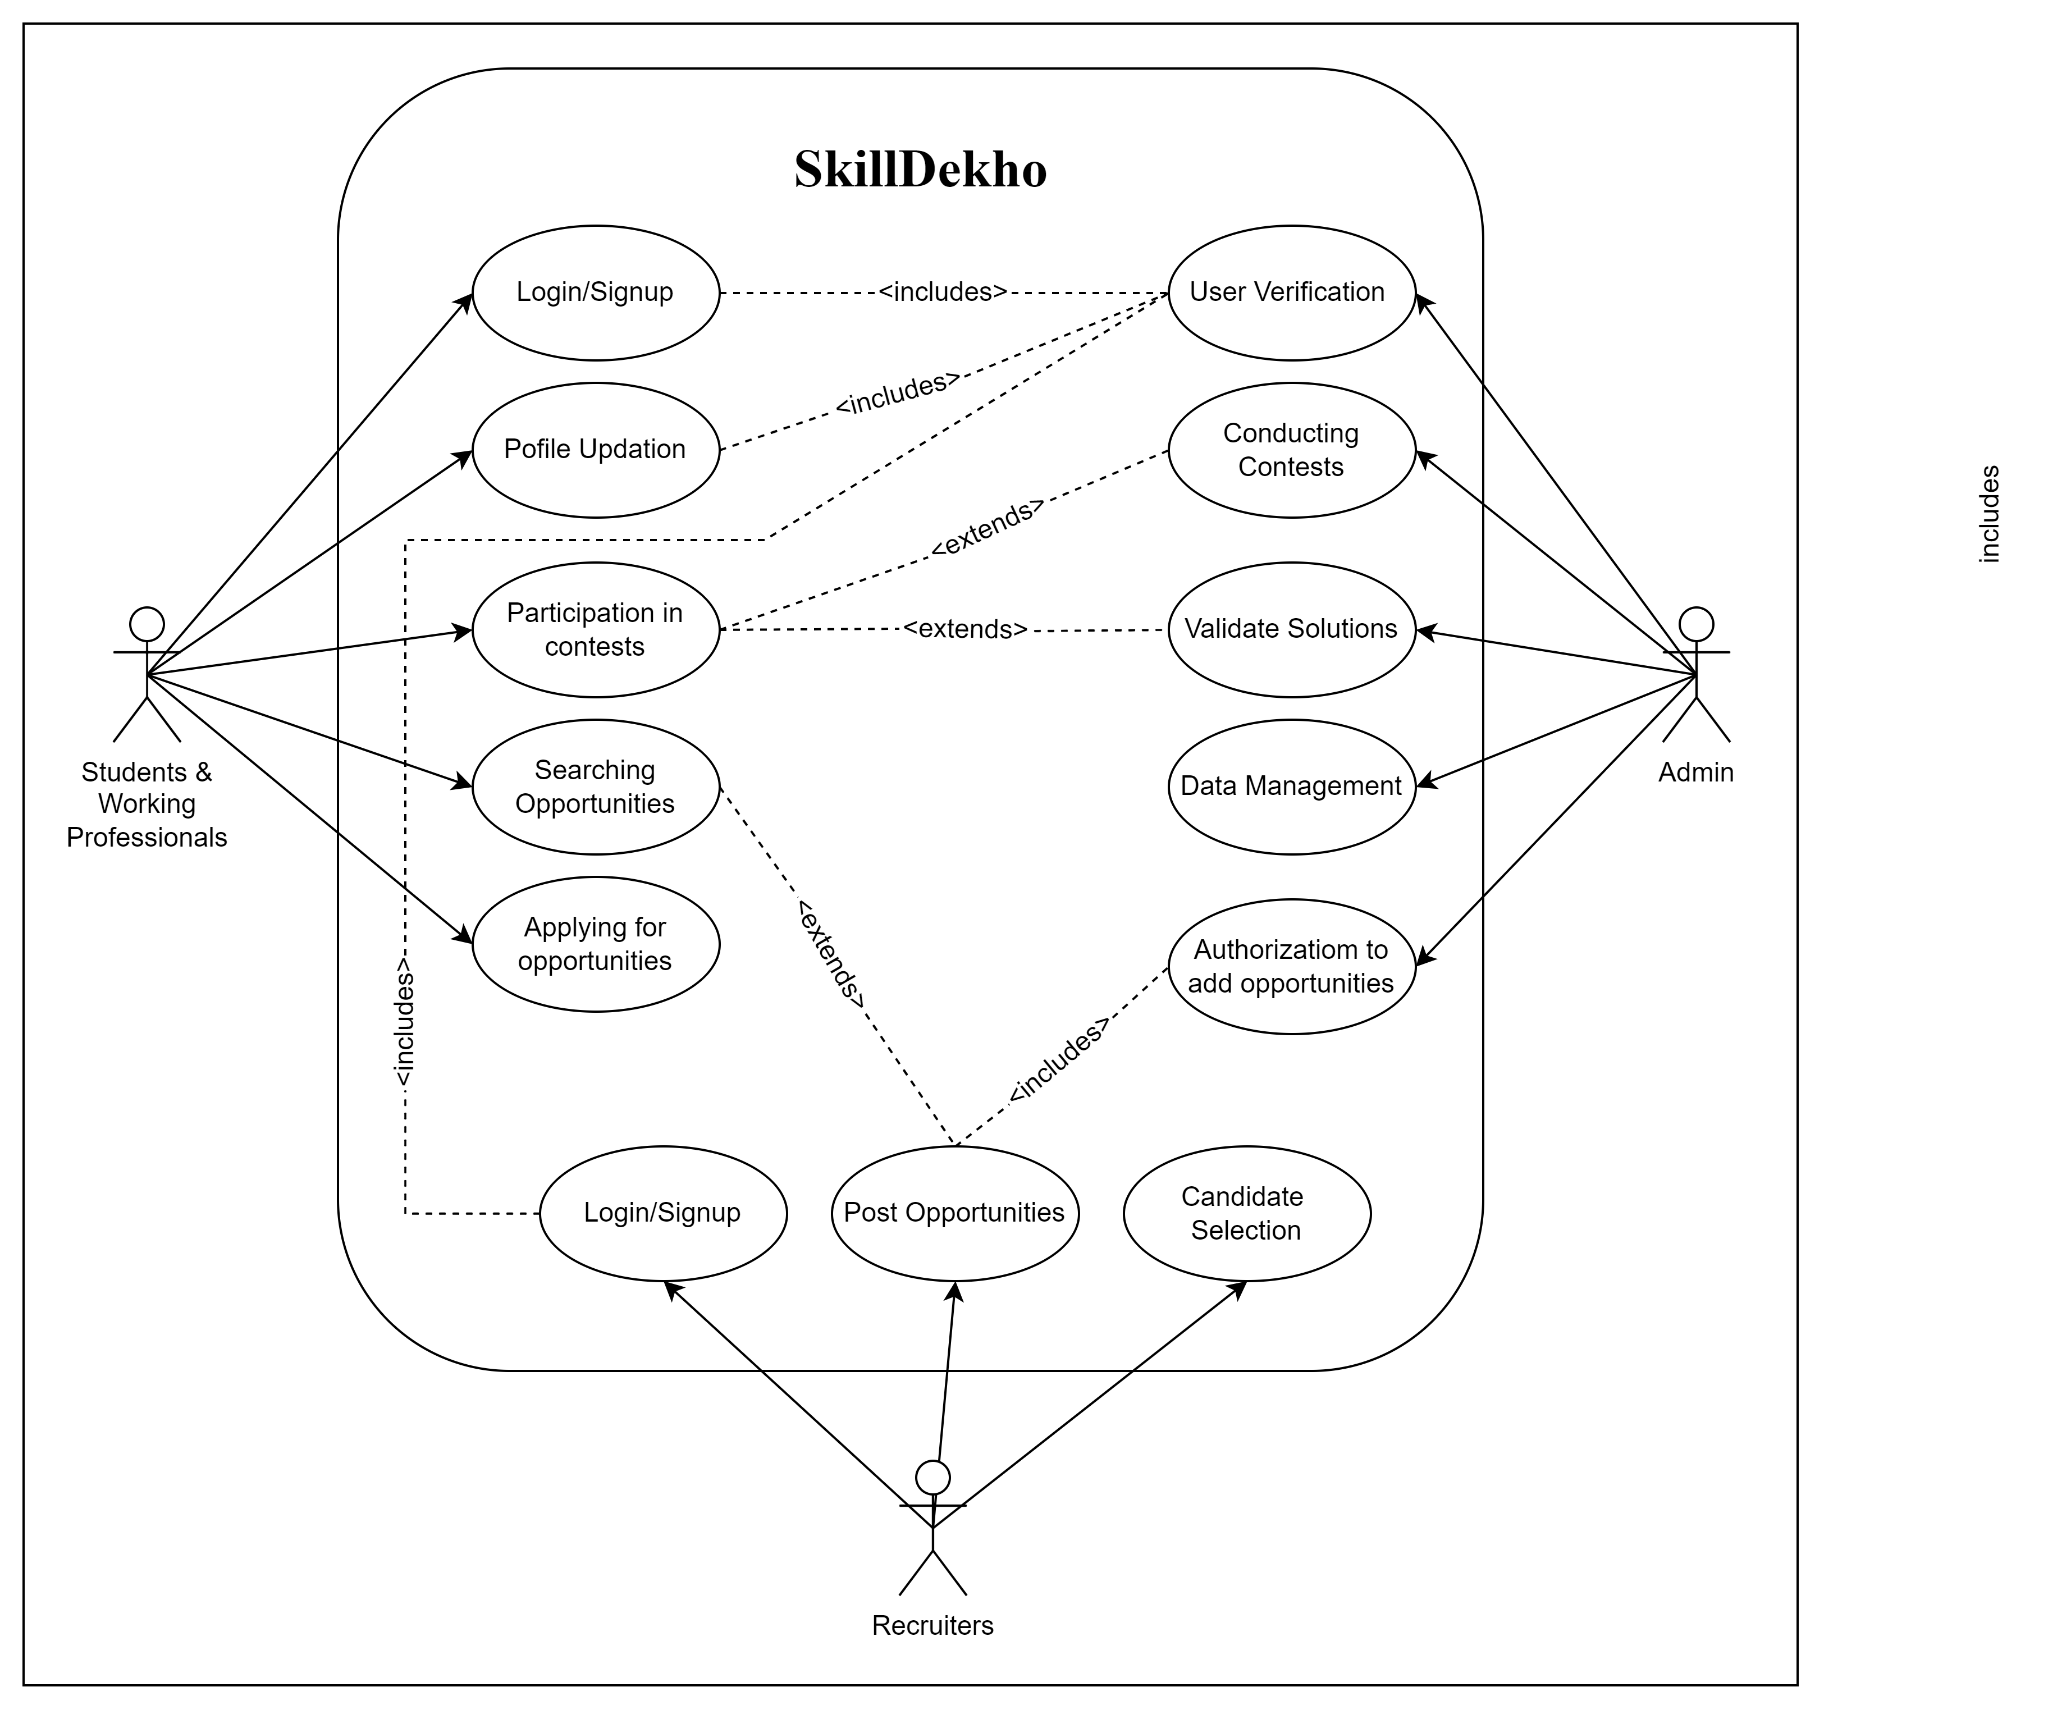 SkillDekho
Login/Signup
<includes>
User Verification
Pofile Updation
<includes>
Conducting
Contests
includes
<extends>
Participation in
contests
<extends>
Validate Solutions
Students &
Working
Professionals
Searching
Opportunities
Data Management
Admin
Applying for
opportunities
<extends>
Authorizatiom to
add opportunities
<includes>
<includes>
Login/Signup
Post Opportunities
Candidate
Selection
Recruiters